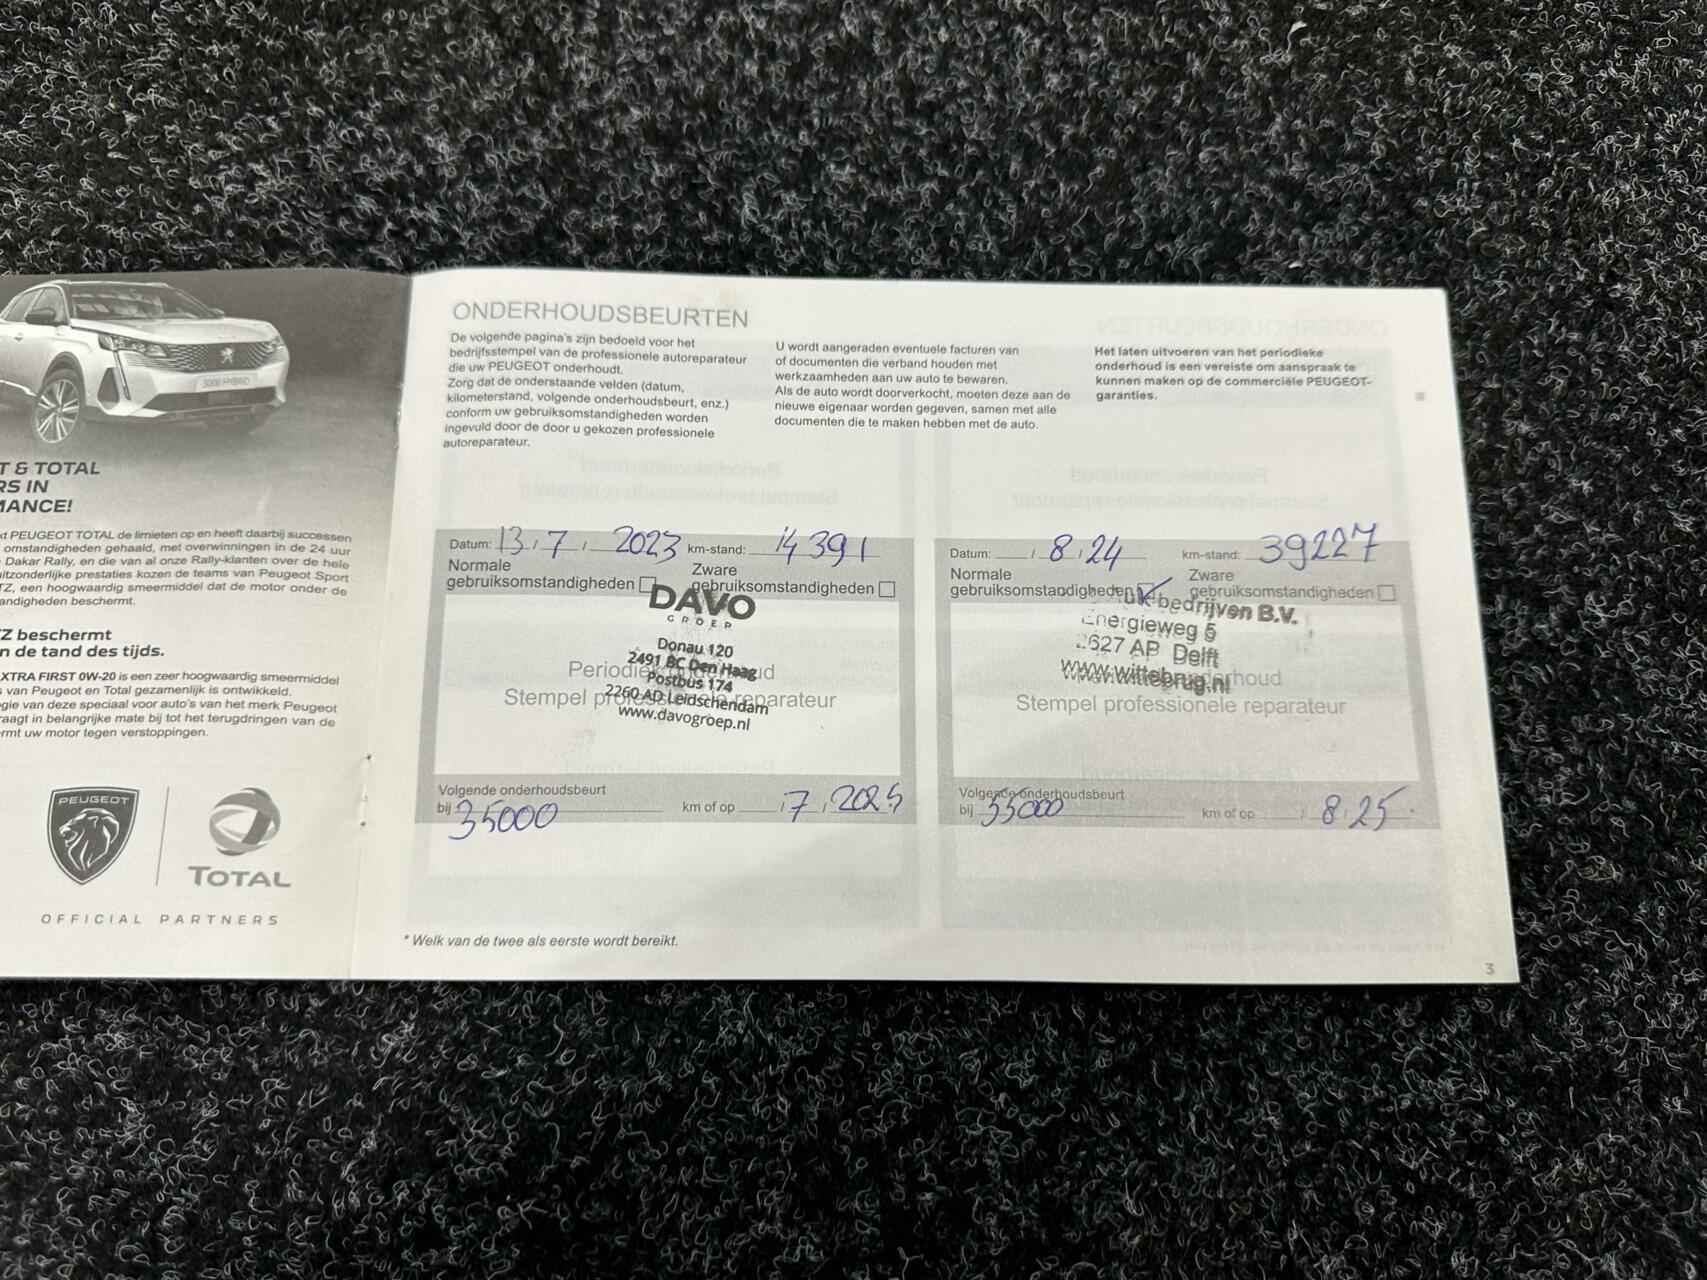 3008 HYBRID
T & TOTAL
RS IN
MANCE!
kt PEUGEOT TOTAL de limieten op en heeft daarbij successen
omstandigheden gehaald, met overwinningen in de 24 uur
Dakar Rally, en die van al onze Rally-klanten over de hele
uitzonderlijke prestaties kozen de teams van Peugeot Sport
TZ, een hoogwaardig smeermiddel dat de motor onder de
andigheden beschermt.
Z beschermt
n de tand des tijds.
XTRA FIRST 0W-20 is een zeer hoogwaardig smeermiddel
s van Peugeot en Total gezamenlijk is ontwikkeld.
gie van deze speciaal voor auto's van het merk Peugeot
raagt in belangrijke mate bij tot het terugdringen van de
rmt uw motor tegen verstoppingen.
PEUGEOT
TOTAL
OFFICIAL PARTNERS
ONDERHOUDSBEURTEN
De volgende pagina's zijn bedoeld voor het
bedrijfsstempel van de professionele autoreparateur
die uw PEUGEOT onderhoudt.
Zorg dat de onderstaande velden (datum,
kilometerstand, volgende onderhoudsbeurt, enz.)
conform uw gebruiksomstandigheden worden
ingevuld door de door u gekozen professionele
autoreparateur.
U wordt aangeraden eventuele facturen van
of documenten die verband houden met
werkzaamheden aan uw auto te bewaren.
Als de auto wordt doorverkocht, moeten deze aan de
nieuwe eigenaar worden gegeven, samen met alle
documenten die te maken hebben met de auto.
Het laten uitvoeren van het periodieke
onderhoud is een vereiste om aanspraak te
kunnen maken op de commerciële PEUGEOT-
garanties.
Datum: 13 / 7 / 2023 km-stand: 14391
Normale
gebruiksomstandigheden
Zware
gebruiksomstandigheden
DAVO
GROEP
Donau 120
2491 BC Den Haag
Postbus 174
2260 AD Leidschendam
www.davogroep.nl
Periodiek onderhoud
Stempel professionele reparateur
Volgende onderhoudsbeurt
bij 35000 km of op / 7 /
Datum: / 8 / 24 km-stand: 39227
Normale
gebruiksomstandigheden
Zware
gebruiksomstandigheden
bedrijven B.V.
Energieweg 5
2627 AP Delft
www.wittebrug.nl
onderhoud
Stempel professionele reparateur
Volgende onderhoudsbeurt
bij km of op / 8 / 25
* Welk van de twee als eerste wordt bereikt.
3